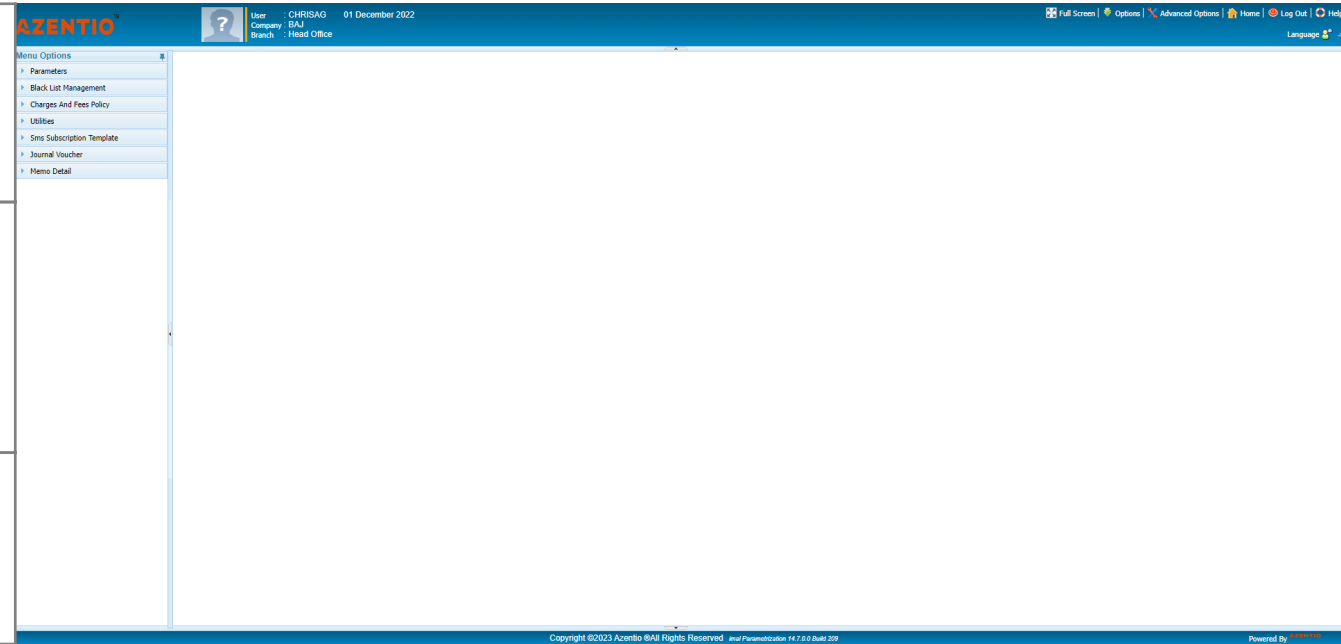 AZENTIO™
?
User : CHRISAG 01 December 2022
Company : BAJ
Branch : Head Office
Full Screen | Options | Advanced Options | Home | Log Out | Help
Language
Menu Options
Parameters
Black List Management
Charges And Fees Policy
Utilities
Sms Subscription Template
Journal Voucher
Memo Detail
Copyright ©2023 Azentio ®All Rights Reserved imal Parametrization 14.7.0.0 Build 209
Powered By AZENTIO